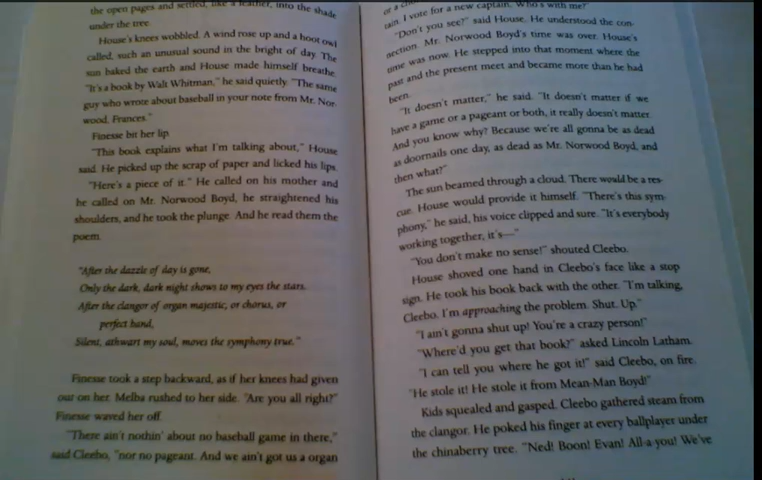 the open pages and settled, like a feather, into the shade
under the tree.
House's knees wobbled. A wind rose up and a hoot owl
called, such an unusual sound in the bright of day. The
sun baked the earth and House made himself breathe.
"It's a book by Walt Whitman," he said quietly. "The same
guy who wrote about baseball in your note from Mr. Nor-
wood, Frances."
Finesse bit her lip.
"This book explains what I'm talking about," House
said. He picked up the scrap of paper and licked his lips.
"Here's a piece of it." He called on his mother and
he called on Mr. Norwood Boyd, he straightened his
shoulders, and he took the plunge. And he read them the
poem.
"After the dazzle of day is gone,
Only the dark, dark night shows to my eyes the stars.
After the clangor of organ majestic, or chorus, or
perfect band,
Silent, athwart my soul, moves the symphony true."
Finesse took a step backward, as if her knees had given
out on her. Melba rushed to her side. "Are you all right?"
Finesse waved her off.
"There ain't nothin' about no baseball game in there,"
said Cleebo, "nor no pageant. And we ain't got us a organ
or a
tain. I vote for a new captain. Who's with me?"
"Don't you see?" said House. He understood the con-
nection. Mr. Norwood Boyd's time was over. House's
time was now. He stepped into that moment where the
past and the present meet and became more than he had
been.
"It doesn't matter," he said. "It doesn't matter if we
have a game or a pageant or both, it really doesn't matter.
And you know why? Because we're all gonna be as dead
as doornails one day, as dead as Mr. Norwood Boyd, and
then what?"
The sun beamed through a cloud. There would be a res-
cue. House would provide it himself. "There's this sym-
phony," he said, his voice clipped and sure. "It's everybody
working together, it's—"
"You don't make no sense!" shouted Cleebo.
House shoved one hand in Cleebo's face like a stop
sign. He took his book back with the other. "I'm talking,
Cleebo. I'm approaching the problem. Shut. Up."
"I ain't gonna shut up! You're a crazy person!"
"Where'd you get that book?" asked Lincoln Latham.
"I can tell you where he got it!" said Cleebo, on fire.
"He stole it! He stole it from Mean-Man Boyd!"
Kids squealed and gasped. Cleebo gathered steam from
the clangor. He poked his finger at every ballplayer under
the chinaberry tree. "Ned! Boon! Evan! All-a-you! We've